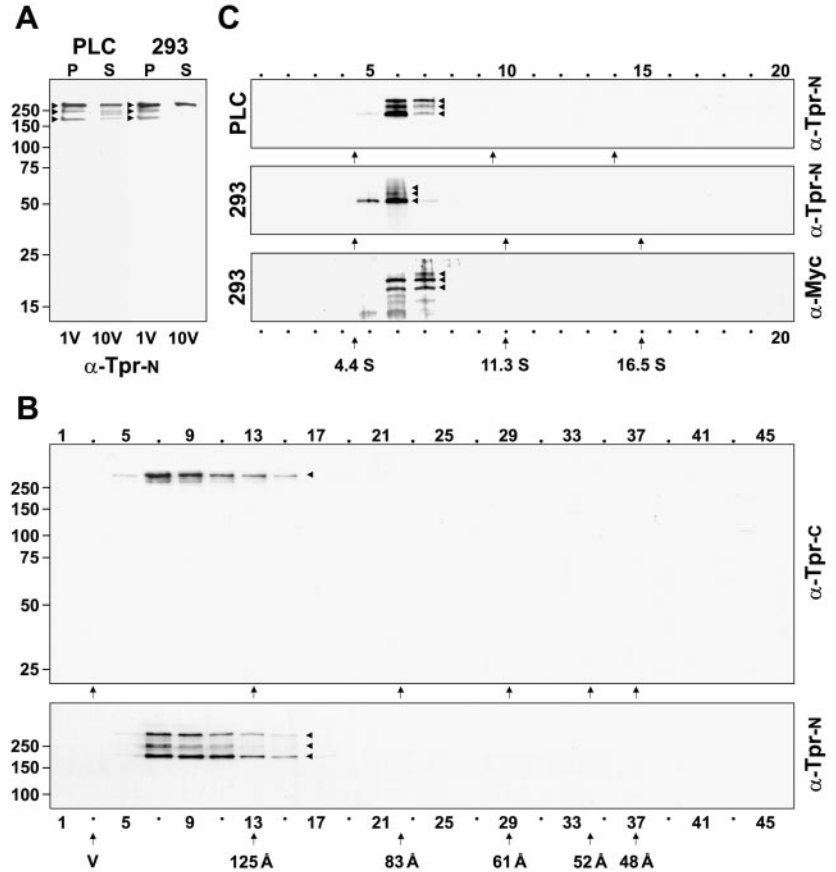 A
PLC 293
P S P S
250
150
100
75
50
25
15
1V 10V 1V 10V
α-Tpr-N
C
5 10 15 20
PLC
α-Tpr-N
293
α-Tpr-N
293
α-Myc
20
4.4 S 11.3 S 16.5 S
B
1 5 9 13 17 21 25 29 33 37 41 45
250
150
100
75
50
25
α-Tpr-C
250
150
100
α-Tpr-N
1 5 9 13 17 21 25 29 33 37 41 45
V 125 Å 83 Å 61 Å 52 Å 48 Å